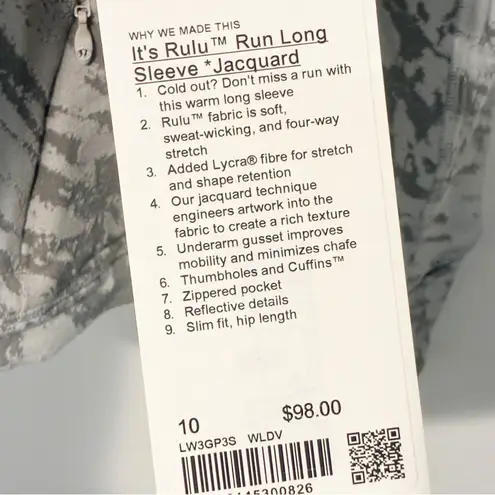 WHY WE MADE THIS
It's Rulu™ Run Long
Sleeve *Jacquard
1. Cold out? Don't miss a run with
this warm long sleeve
2. Rulu™ fabric is soft,
sweat-wicking, and four-way
stretch
3. Added Lycra® fibre for stretch
and shape retention
4. Our jacquard technique
engineers artwork into the
fabric to create a rich texture
5. Underarm gusset improves
mobility and minimizes chafe
6. Thumbholes and Cuffins™
7. Zippered pocket
8. Reflective details
9. Slim fit, hip length
10 $98.00
LW3GP3S WLDV